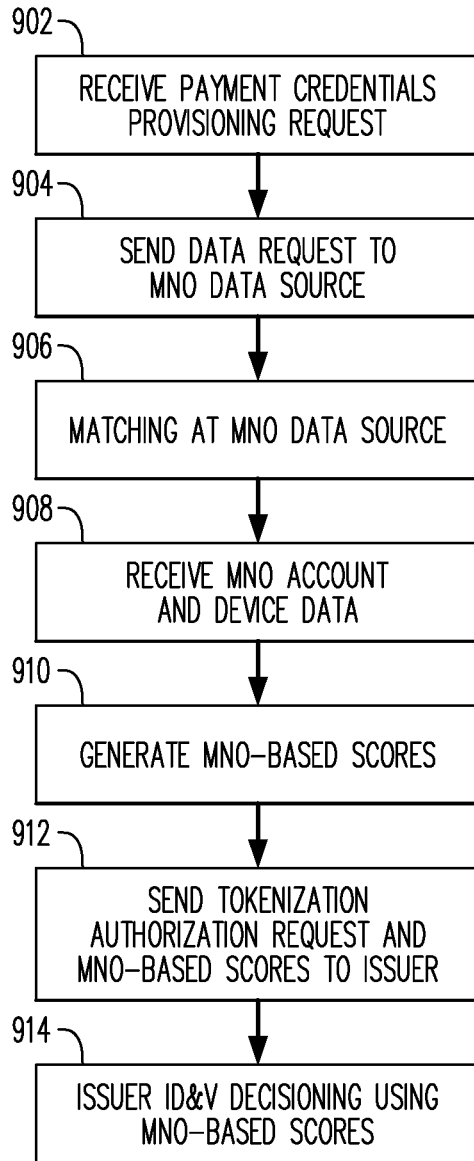 902
RECEIVE PAYMENT CREDENTIALS
PROVISIONING REQUEST
904
SEND DATA REQUEST TO
MNO DATA SOURCE
906
MATCHING AT MNO DATA SOURCE
908
RECEIVE MNO ACCOUNT
AND DEVICE DATA
910
GENERATE MNO-BASED SCORES
912
SEND TOKENIZATION
AUTHORIZATION REQUEST AND
MNO-BASED SCORES TO ISSUER
914
ISSUER ID&V DECISIONING USING
MNO-BASED SCORES